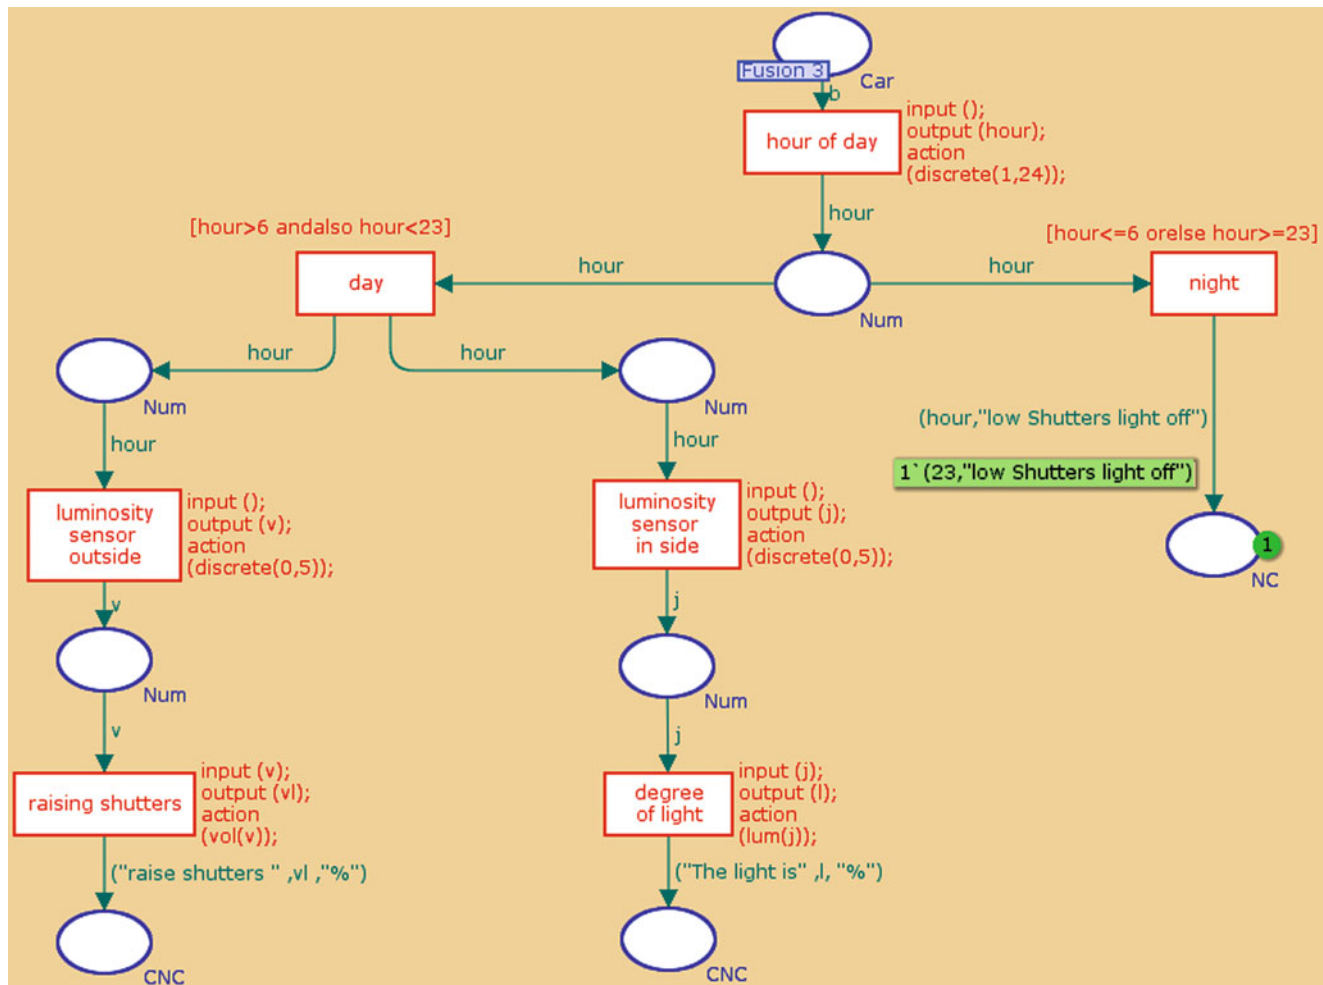 Fusion 3
Car
b
hour of day
input ();
output (hour);
action
(discrete(1,24));
hour
[hour>6 andalso hour<23]
[hour<=6 orelse hour>=23]
day
hour
hour
night
Num
hour
hour
Num
Num
(hour,"low Shutters light off")
hour
hour
1`(23,"low Shutters light off")
luminosity
sensor
outside
input ();
output (v);
action
(discrete(0,5));
luminosity
sensor
in side
input ();
output (j);
action
(discrete(0,5));
1
NC
v
j
Num
Num
v
j
raising shutters
input (v);
output (vl);
action
(vol(v));
degree
of light
input (j);
output (l);
action
(lum(j));
("raise shutters " ,vl ,"%")
("The light is" ,l, "%")
CNC
CNC